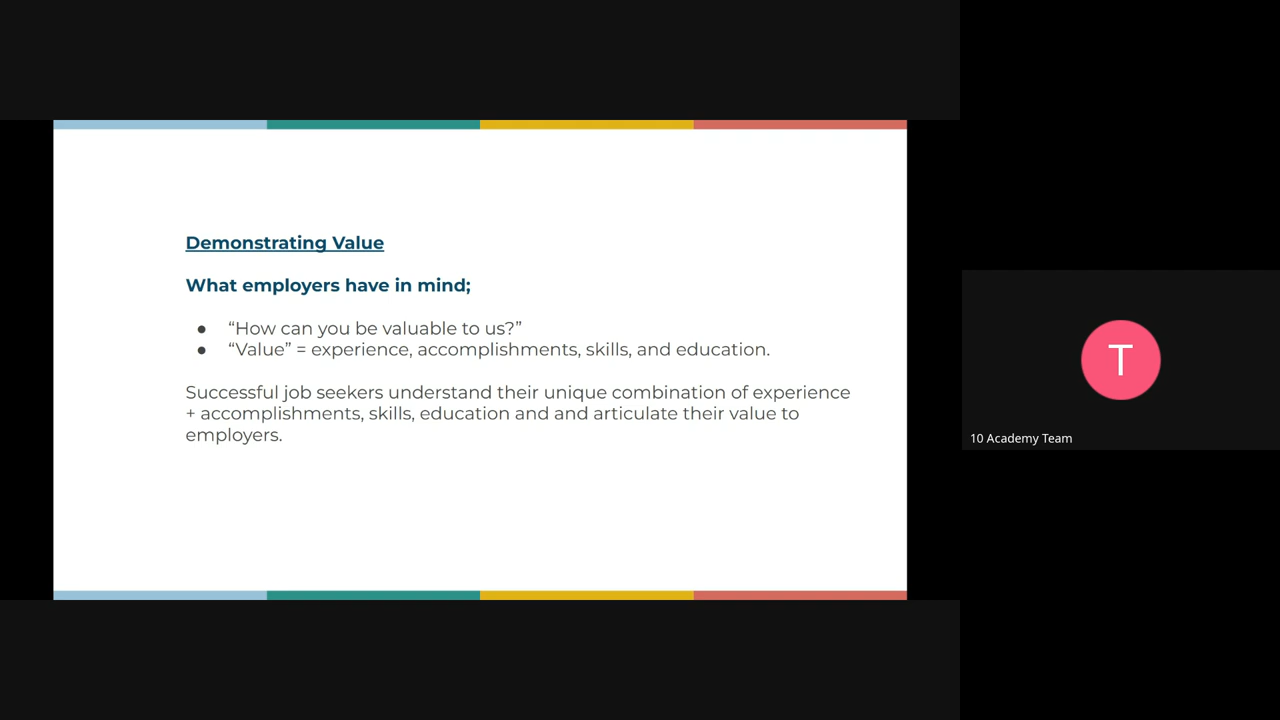 Demonstrating Value
What employers have in mind;
● “How can you be valuable to us?”
● “Value” = experience, accomplishments, skills, and education.
Successful job seekers understand their unique combination of experience
+ accomplishments, skills, education and and articulate their value to
employers.
T
10 Academy Team